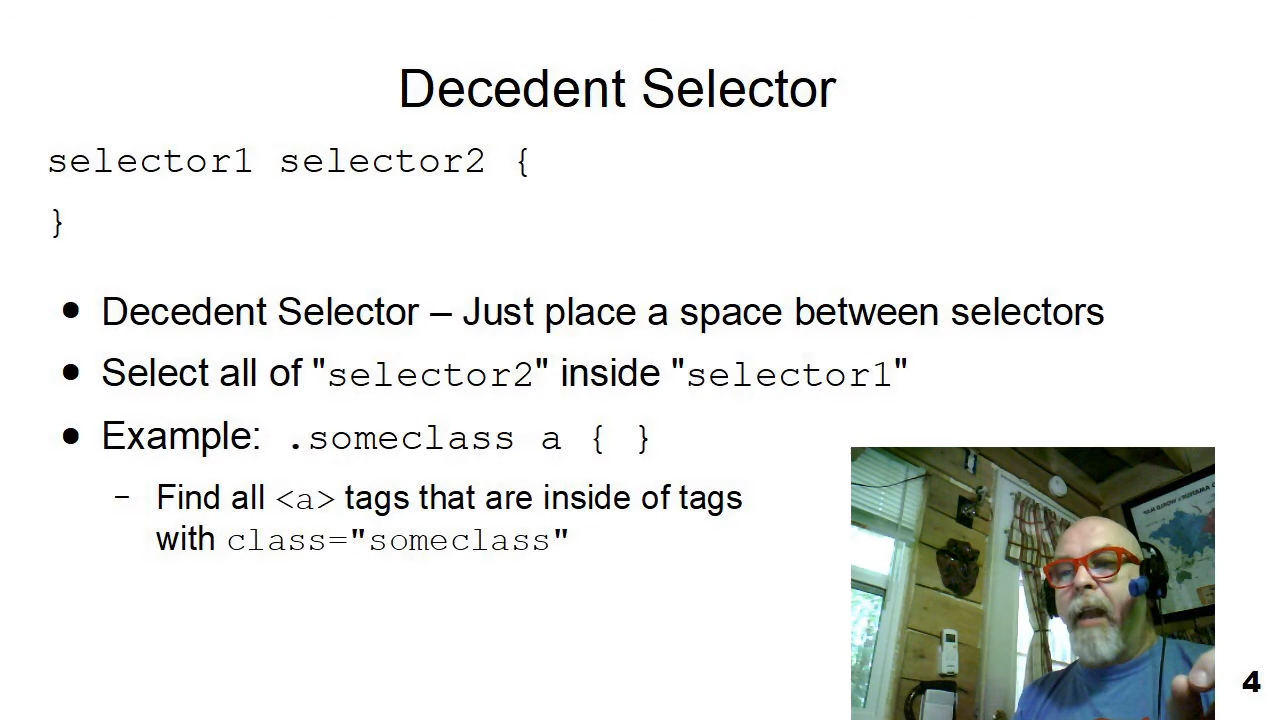 Decedent Selector
selector1 selector2 {
}
• Decedent Selector – Just place a space between selectors
• Select all of "selector2" inside "selector1"
• Example: .someclass a { }
– Find all <a> tags that are inside of tags
with class="someclass"
4